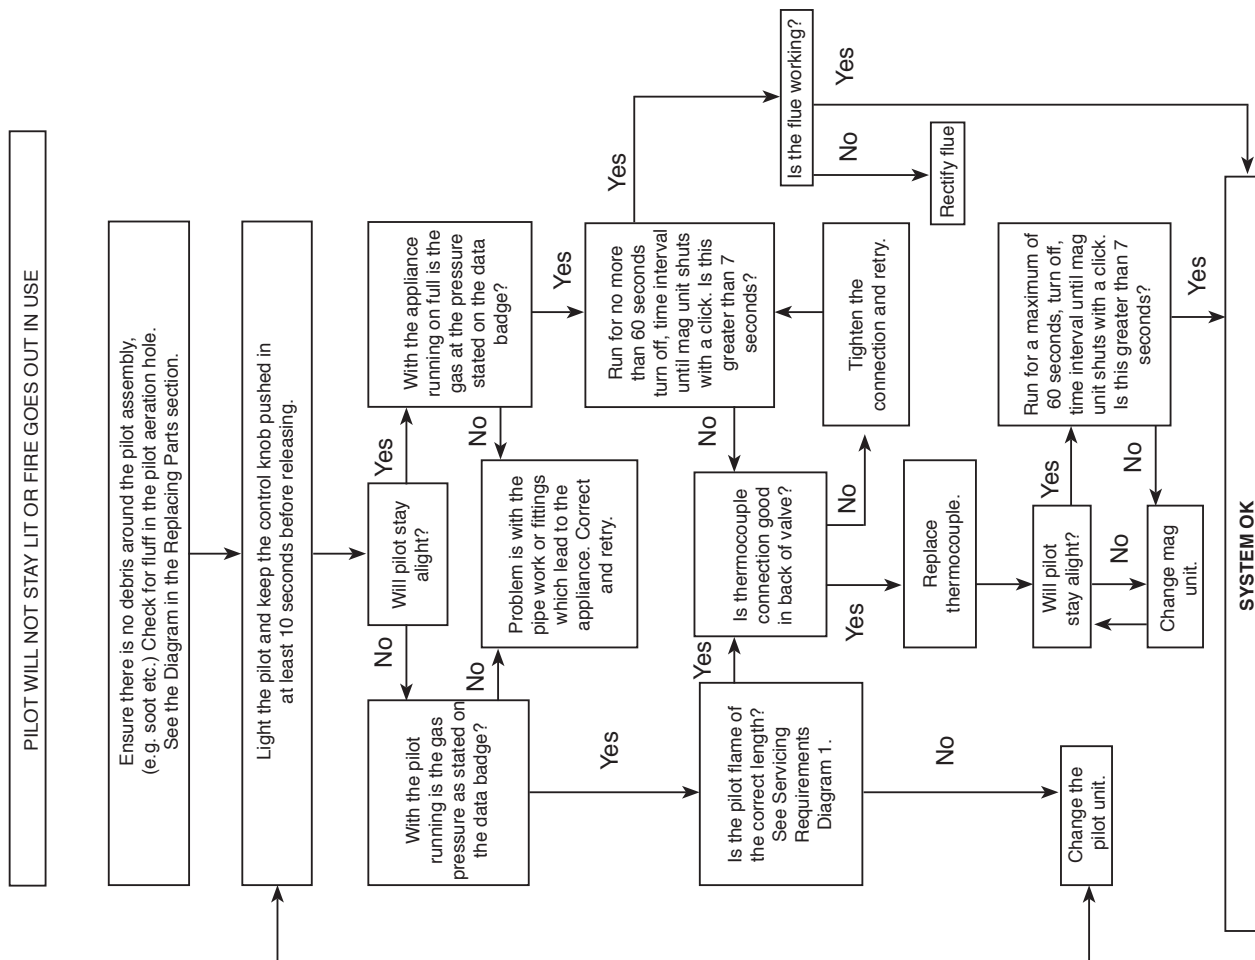 PILOT WILL NOT STAY LIT OR FIRE GOES OUT IN USE
Ensure there is no debris around the pilot assembly,
(e.g. soot etc.) Check for fluff in the pilot aeration hole.
See the Diagram in the Replacing Parts section.
Light the pilot and keep the control knob pushed in
at least 10 seconds before releasing.
Will pilot stay
alight?
No
Yes
With the pilot
running is the gas
pressure as stated on
the data badge?
With the appliance
running on full is the
gas at the pressure
stated on the data
badge?
No
No
Problem is with the
pipe work or fittings
which lead to the
appliance. Correct
and retry.
Yes
Yes
Is the pilot flame of
the correct length?
See Servicing
Requirements
Diagram 1.
Yes
Is thermocouple
connection good
in back of valve?
No
Run for no more
than 60 seconds
turn off, time interval
until mag unit shuts
with a click. Is this
greater than 7
seconds?
Yes
Is the flue working?
No
Yes
Rectify flue
Yes
No
Tighten the
connection and retry.
No
Replace
thermocouple.
Change the
pilot unit.
Will pilot
stay alight?
Yes
No
Run for a maximum of
60 seconds, turn off,
time interval until mag
unit shuts with a click.
Is this greater than 7
seconds?
No
Change mag
unit.
Yes
SYSTEM OK